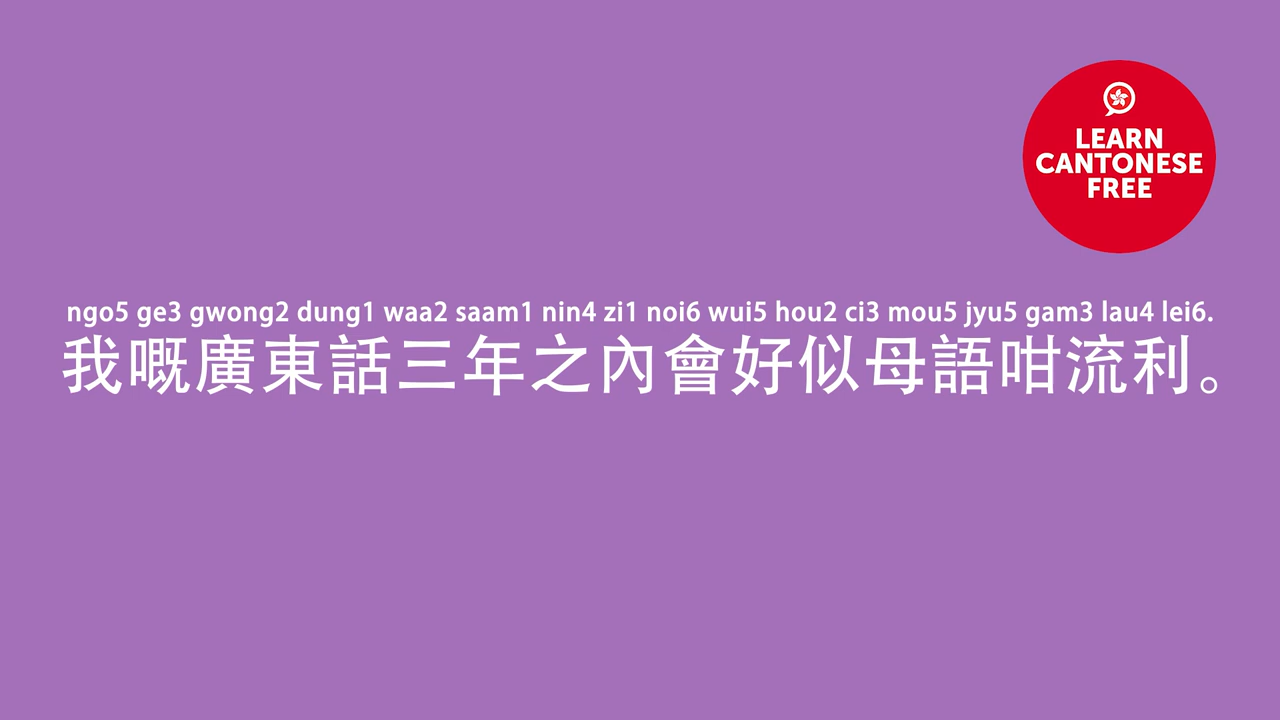 LEARN
CANTONESE
FREE
ngo5 ge3 gwong2 dung1 waa2 saam1 nin4 zi1 noi6 wui5 hou2 ci3 mou5 jyu5 gam3 lau4 lei6.
我嘅廣東話三年之內會好似母語咁流利。